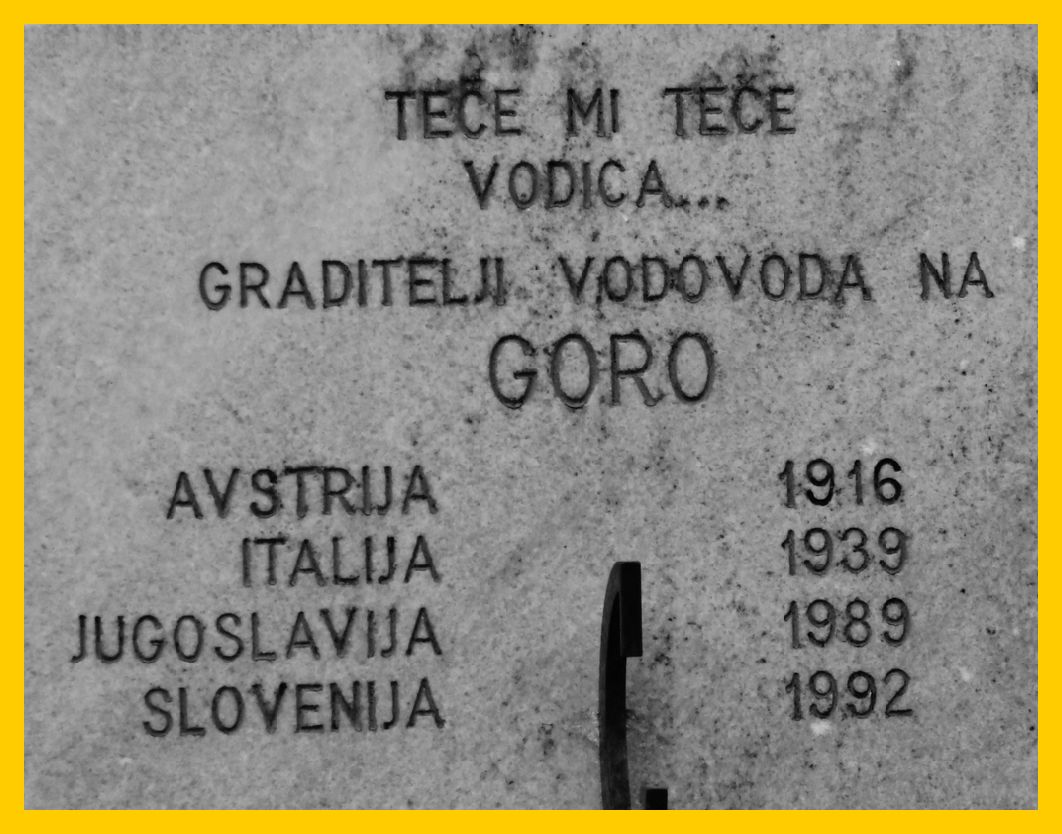 TEČE MI TEČE
VODICA...
GRADITELJI VODOVODA NA
GORO
AVSTRIJA 1916
ITALIJA 1939
JUGOSLAVIJA 1989
SLOVENIJA 1992